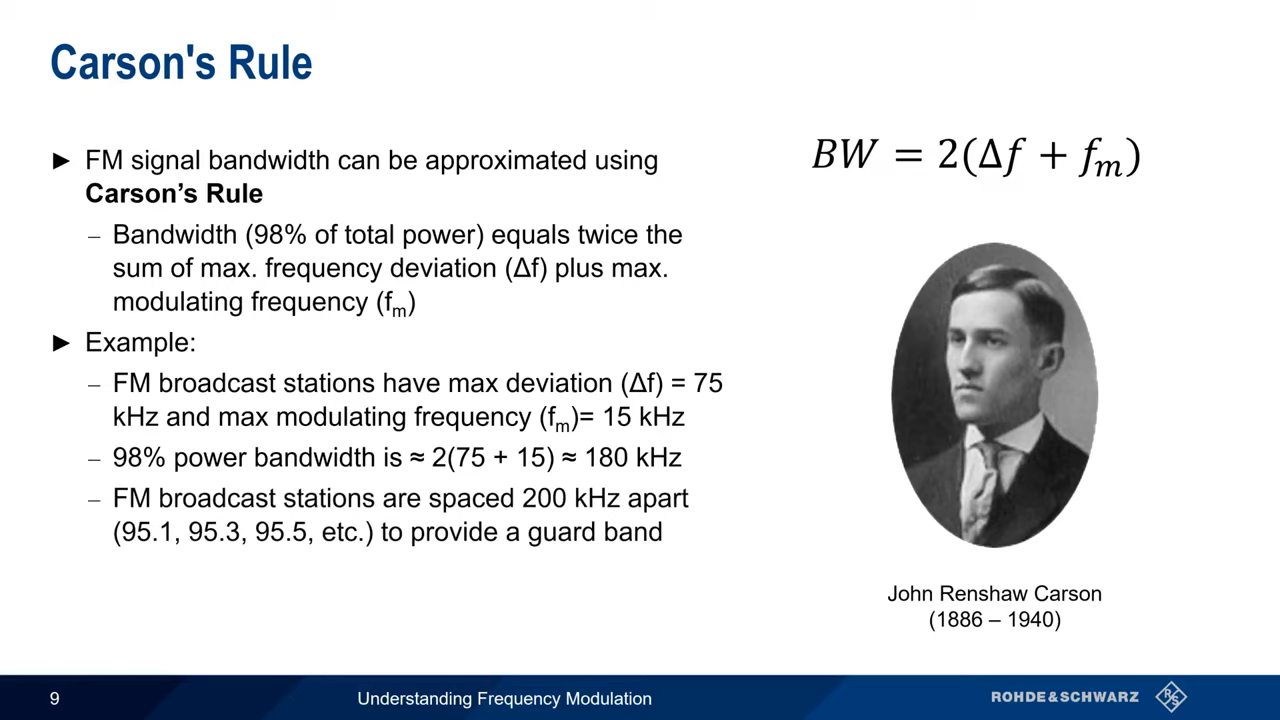 Carson's Rule
► FM signal bandwidth can be approximated using
Carson's Rule
– Bandwidth (98% of total power) equals twice the
sum of max. frequency deviation (Δf) plus max.
modulating frequency (fₘ)
► Example:
– FM broadcast stations have max deviation (Δf) = 75
kHz and max modulating frequency (fₘ)= 15 kHz
– 98% power bandwidth is ≈ 2(75 + 15) ≈ 180 kHz
– FM broadcast stations are spaced 200 kHz apart
(95.1, 95.3, 95.5, etc.) to provide a guard band
BW = 2(Δf + fₘ)
John Renshaw Carson
(1886 – 1940)
9
Understanding Frequency Modulation
ROHDE&SCHWARZ
R&S